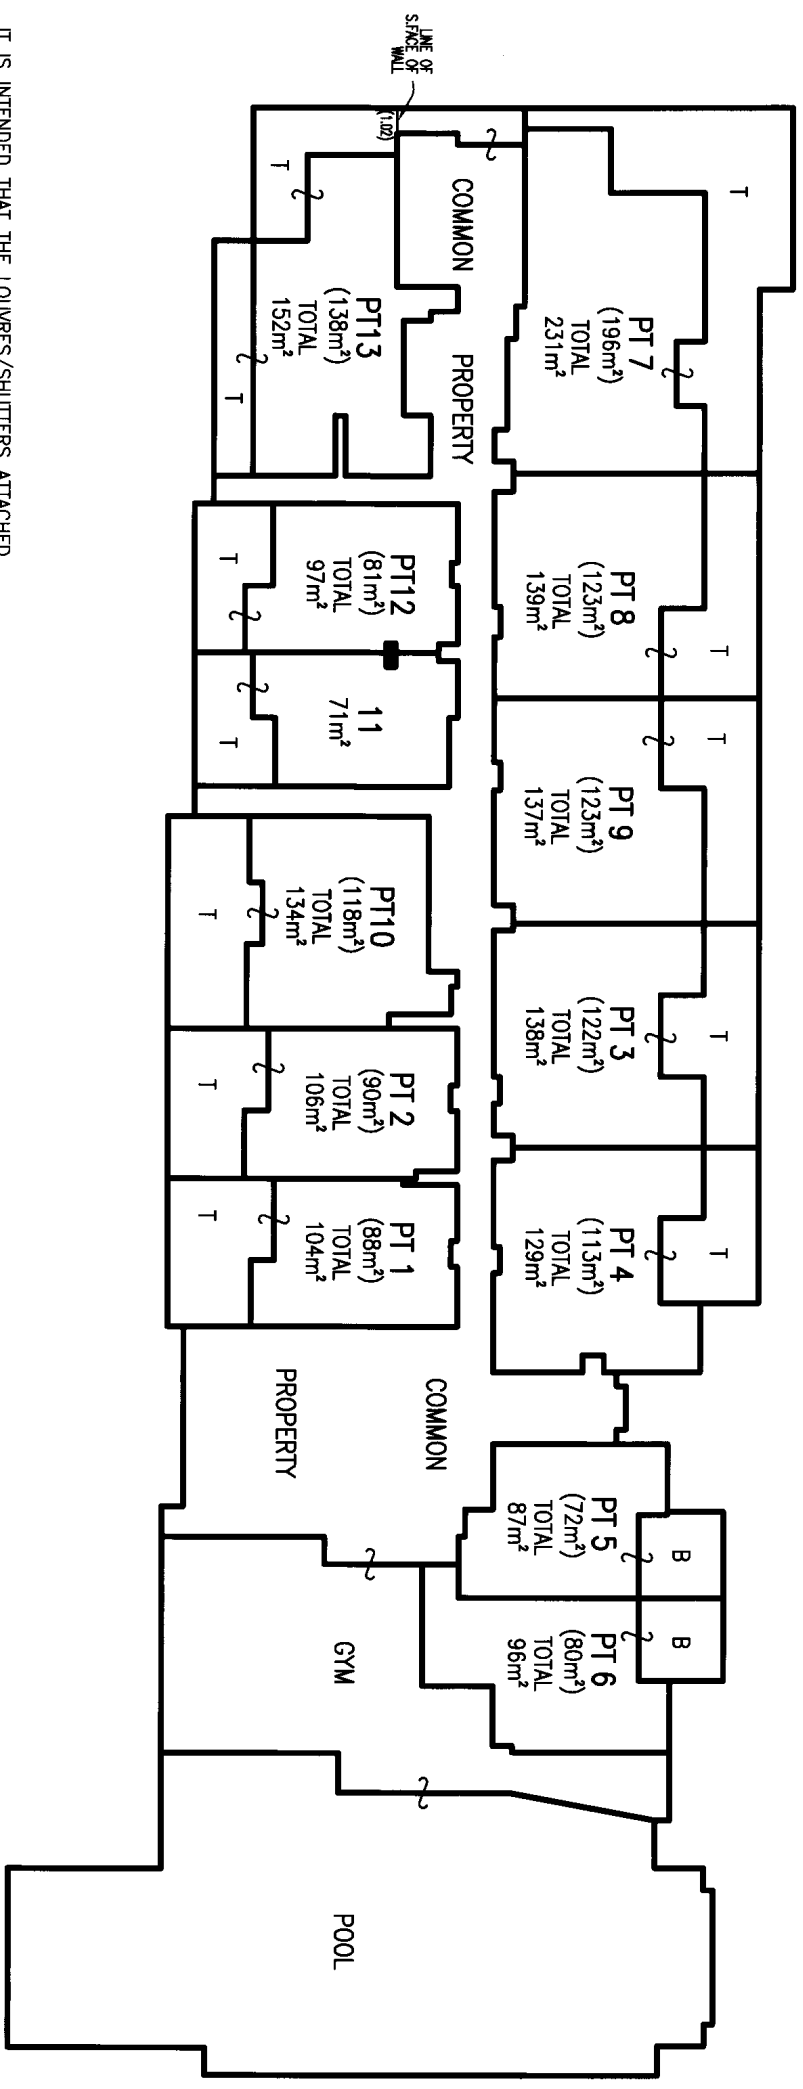 LINE OF
S.FACE OF
WALL
(1.02)
T
PT 7
(196m²)
TOTAL
231m²
PT 8
(123m²)
TOTAL
139m²
T
T
PT 9
(123m²)
TOTAL
137m²
T
PT 3
(122m²)
TOTAL
138m²
T
PT 4
(113m²)
TOTAL
129m²
B
PT 5
(72m²)
TOTAL
87m²
B
PT 6
(80m²)
TOTAL
96m²
COMMON
PROPERTY
COMMON
PROPERTY
T
PT13
(138m²)
TOTAL
152m²
T
PT12
(81m²)
TOTAL
97m²
T
11
71m²
T
PT10
(118m²)
TOTAL
134m²
T
PT 2
(90m²)
TOTAL
106m²
T
PT 1
(88m²)
TOTAL
104m²
T
GYM
POOL
IT IS INTENDED THAT THE LOUVRES/SHUTTERS ATTACHED